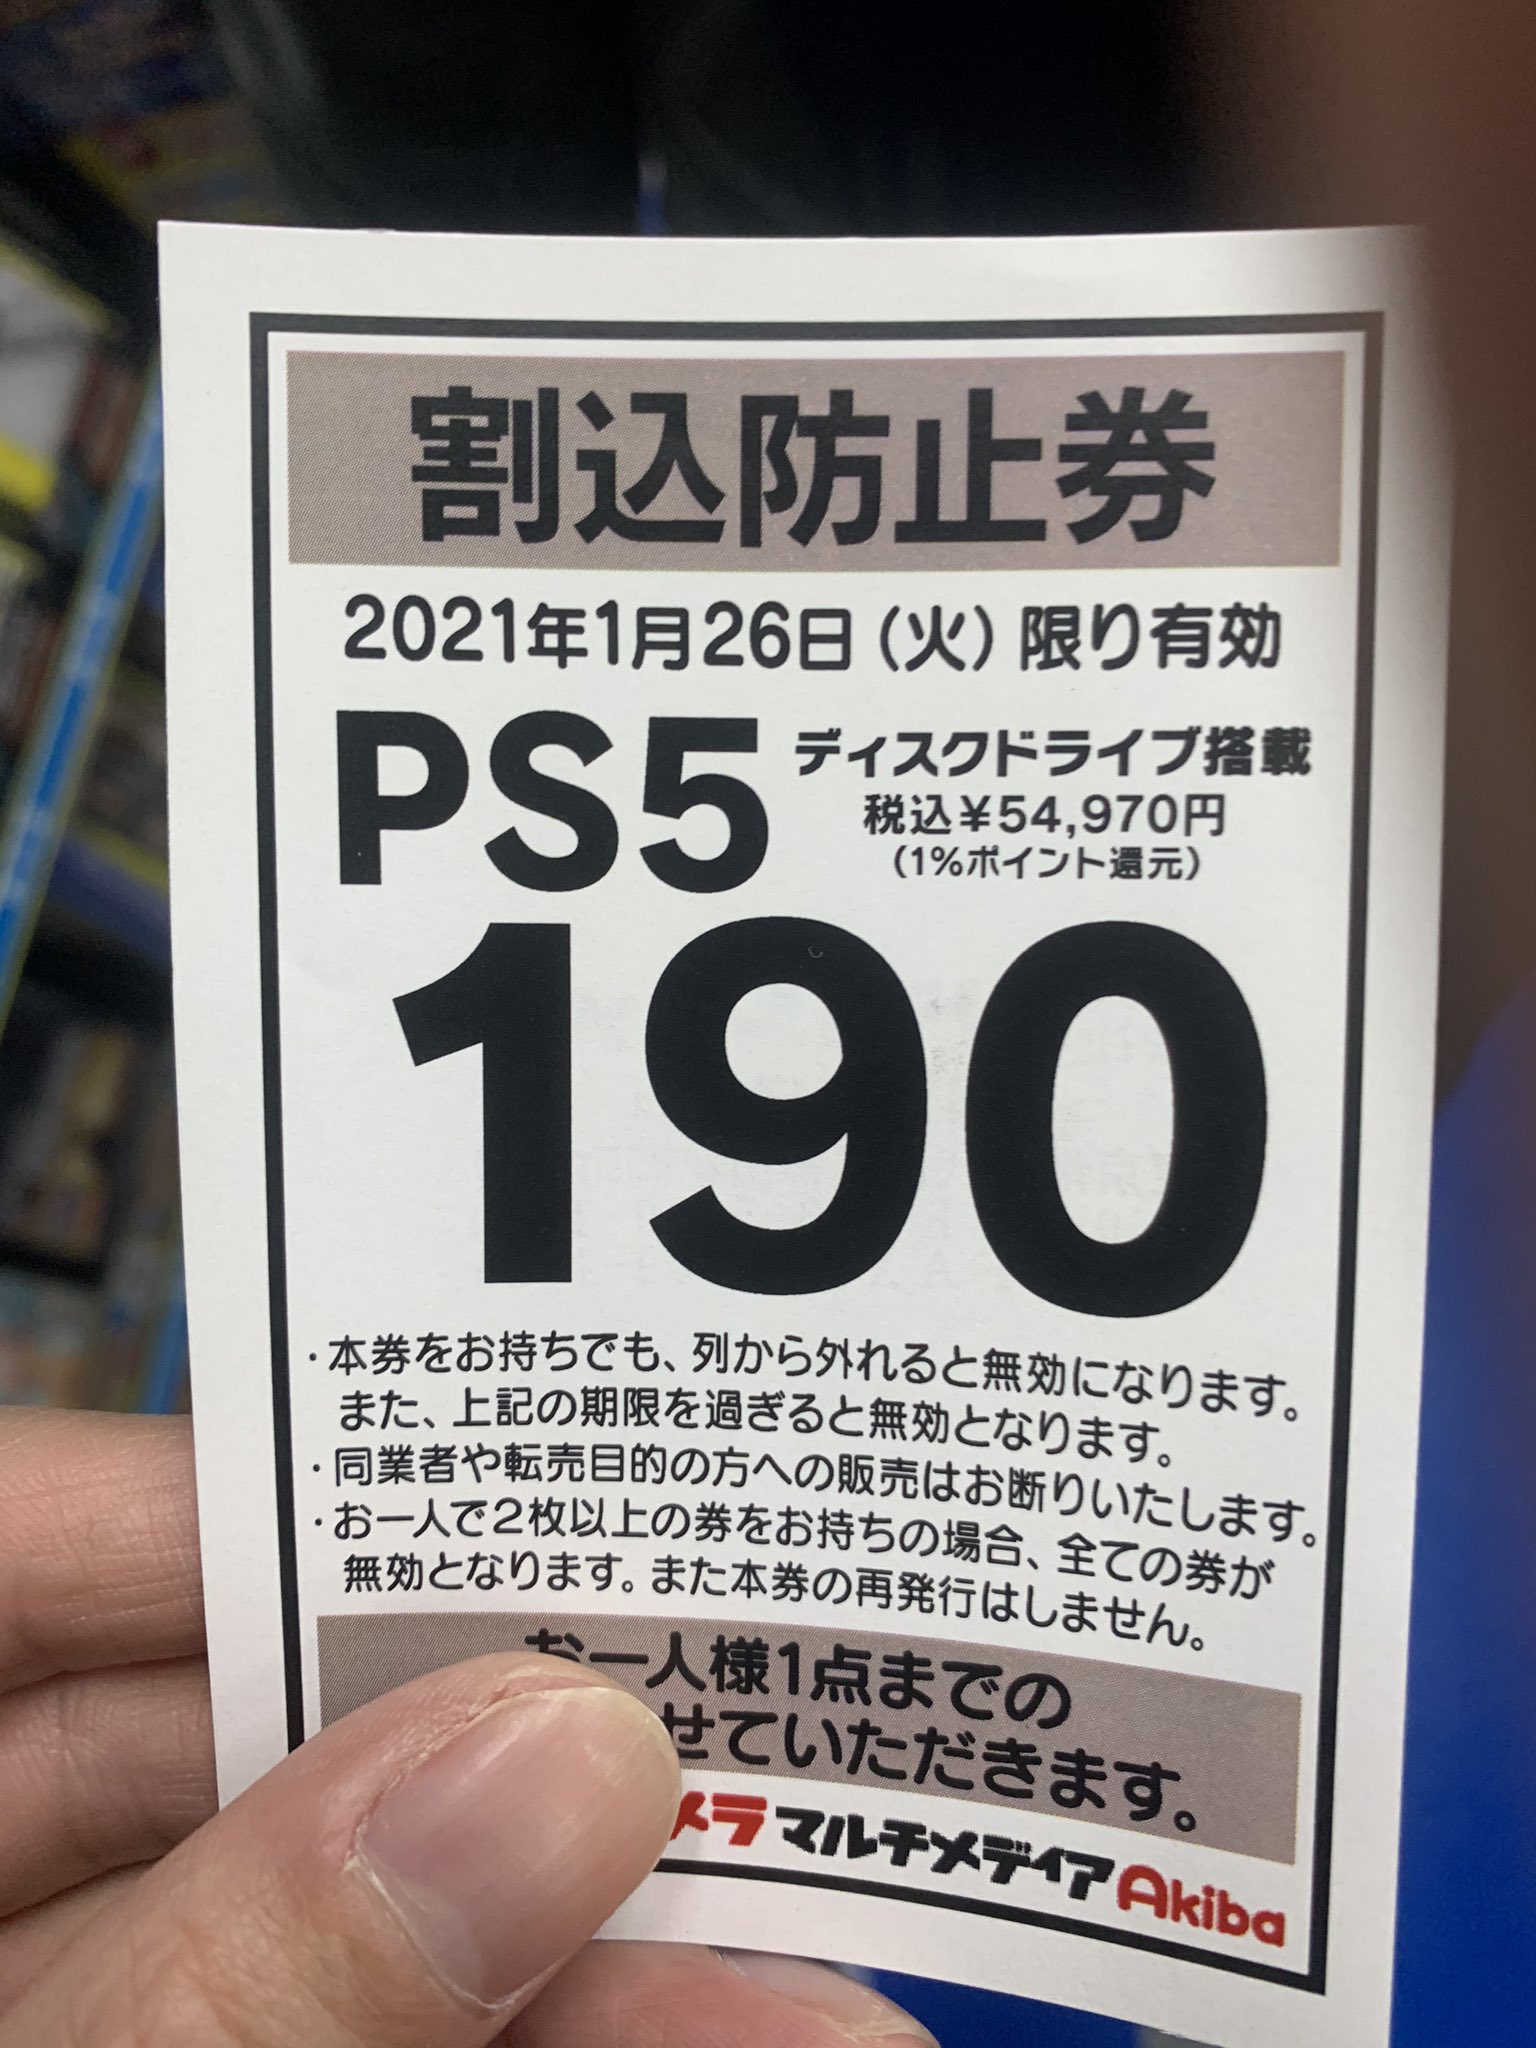 割込防止券
2021年1月26日(火)限り有効
PS5
ディスクドライブ搭載
税込¥54,970円
(1%ポイント還元)
190
・本券をお持ちでも、列から外れると無効になります。
また、上記の期限を過ぎると無効となります。
・同業者や転売目的の方への販売はお断りいたします。
・お一人で2枚以上の券をお持ちの場合、全ての券が
無効となります。また本券の再発行はしません。
お一人様1点までの
せていただきます。
メラ マルチメディアAkiba